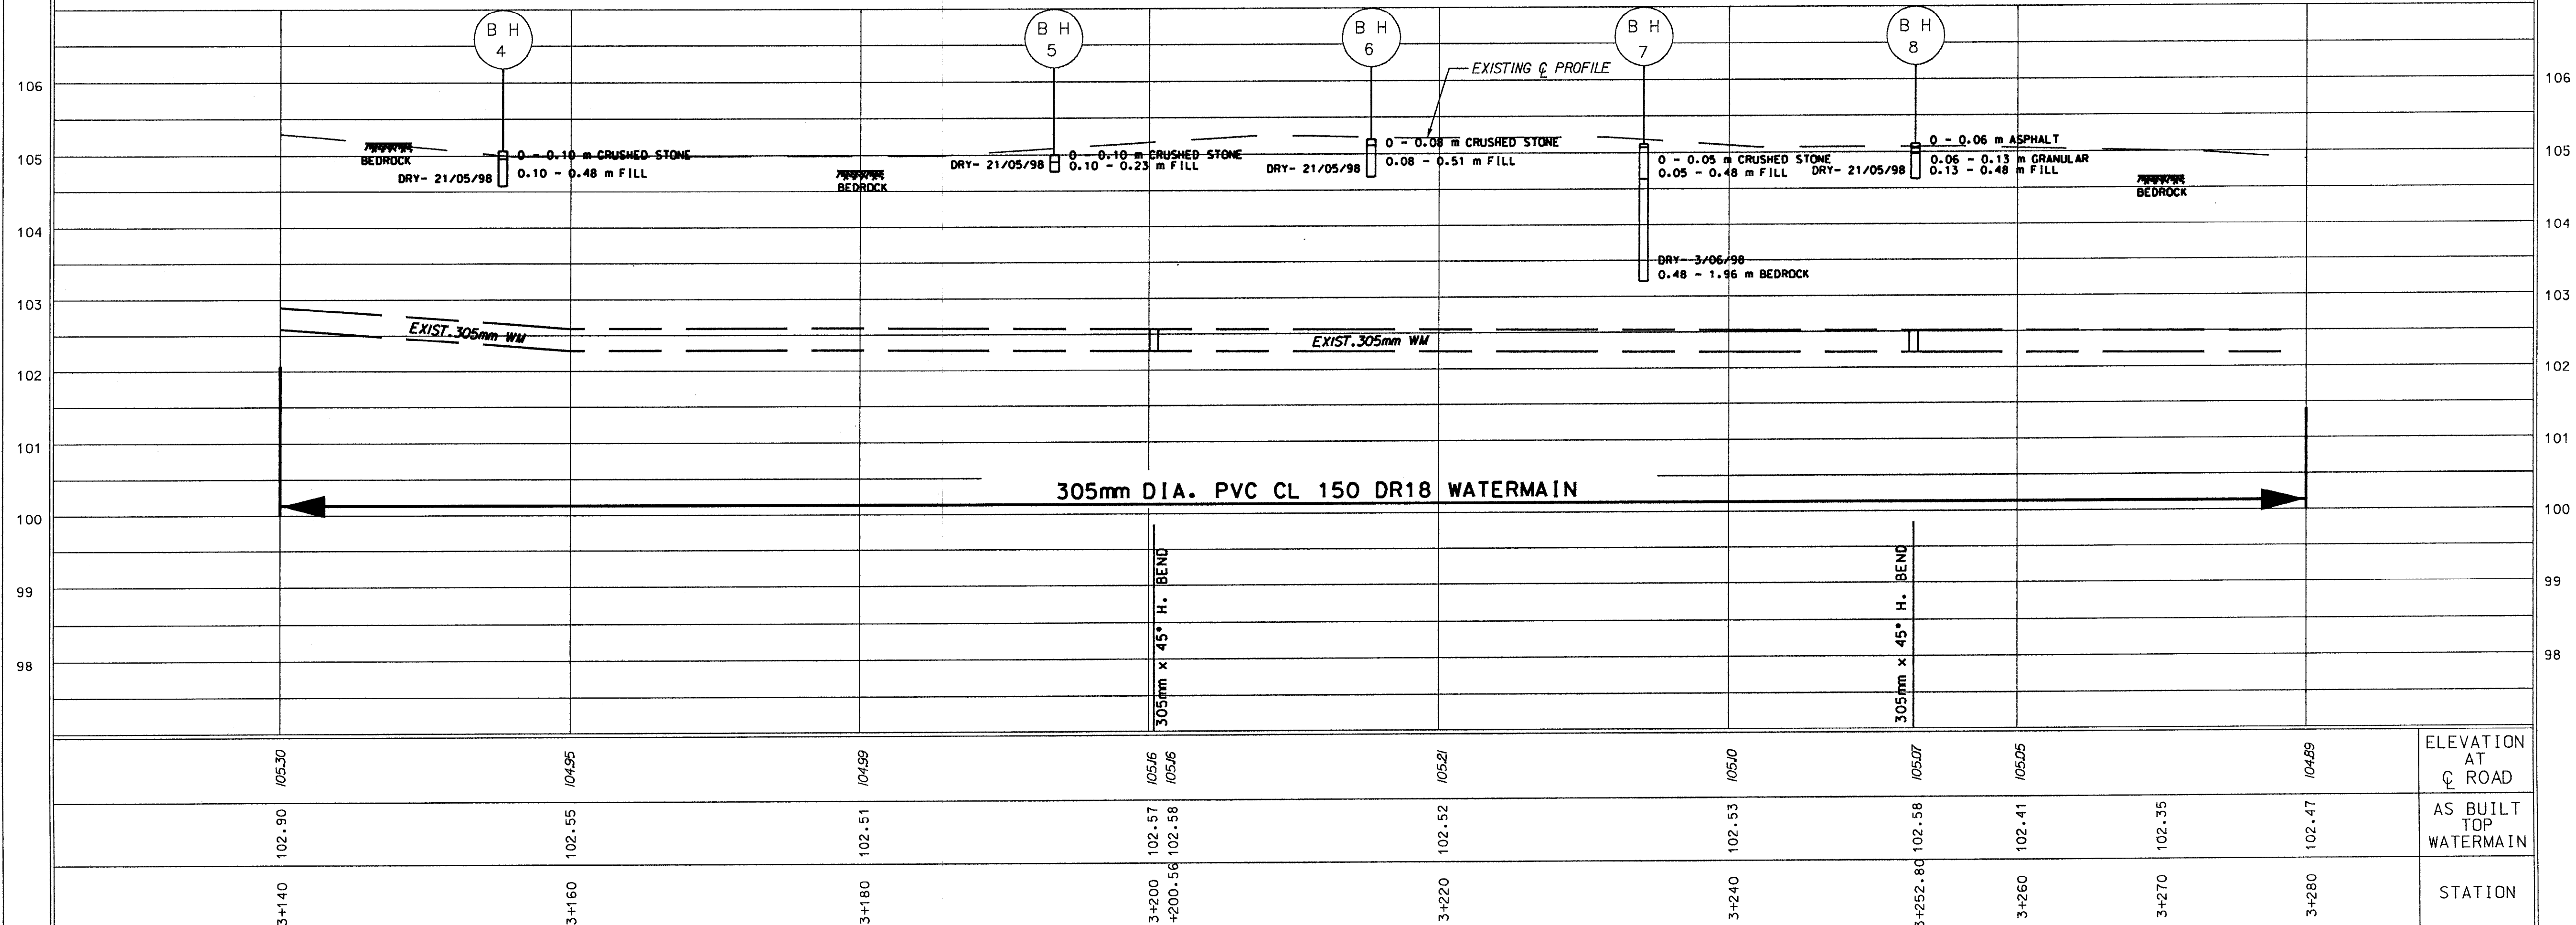 B H
4
B H
5
B H
6
B H
7
B H
8
EXISTING ℄ PROFILE
106
106
105
105
104
104
103
103
102
102
101
101
100
100
99
99
98
98
BEDROCK
0 - 0.10 m CRUSHED STONE
DRY- 21/05/98
0.10 - 0.48 m FILL
BEDROCK
DRY- 21/05/98
0 - 0.10 m CRUSHED STONE
0.10 - 0.23 m FILL
0 - 0.08 m CRUSHED STONE
0.08 - 0.51 m FILL
DRY- 21/05/98
0 - 0.05 m CRUSHED STONE
0.05 - 0.48 m FILL
DRY- 3/06/98
0.48 - 1.96 m BEDROCK
0 - 0.06 m ASPHALT
0.06 - 0.13 m GRANULAR
DRY- 21/05/98
0.13 - 0.48 m FILL
BEDROCK
EXIST.305mm WM
EXIST.305mm WM
305mm DIA. PVC CL 150 DR18 WATERMAIN
305mm x 45° H. BEND
305mm x 45° H. BEND
105.30
104.95
104.99
105.16
105.16
105.21
105.10
105.07
105.05
104.89
ELEVATION
AT
℄ ROAD
102.90
102.55
102.51
102.57
102.58
102.52
102.53
102.58
102.41
102.35
102.47
AS BUILT
TOP
WATERMAIN
3+140
3+160
3+180
3+200
+200.56
3+220
3+240
3+252.80
3+260
3+270
3+280
STATION